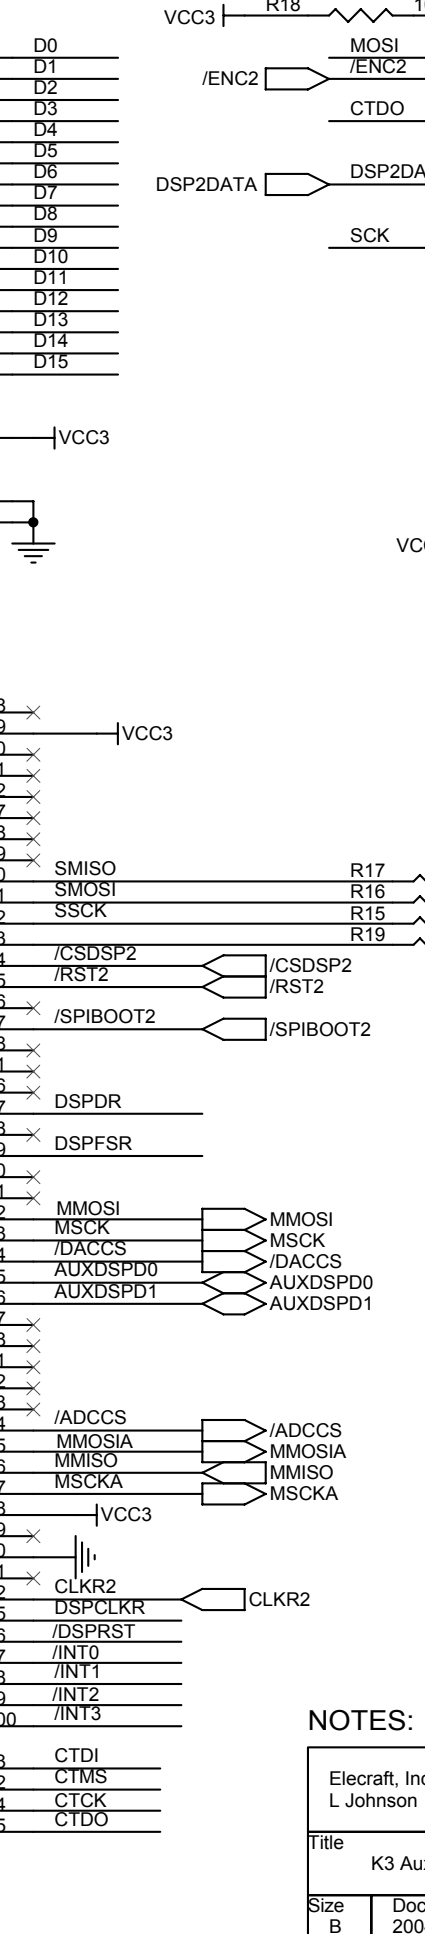 VCC3
R18
D0
D1
D2
D3
D4
D5
D6
D7
D8
D9
D10
D11
D12
D13
D14
D15
/ENC2
MOSI
/ENC2
CTDO
DSP2DATA
SCK
VCC3
VCC3
SMISO
R17
SMOSI
R16
SSCK
R15
R19
/CSDSP2
/CSDSP2
/RST2
/RST2
/SPIBOOT2
/SPIBOOT2
DSPDR
DSPFSR
MMOSI
MMOSI
MSCK
MSCK
/DACCS
/DACCS
AUXDSPD0
AUXDSPD0
AUXDSPD1
AUXDSPD1
/ADCCS
/ADCCS
MMOSIA
MMOSIA
MMISO
MMISO
MSCKA
MSCKA
VCC3
CLKR2
CLKR2
DSPCLKR
/DSPRST
/INT0
/INT1
/INT2
/INT3
CTDI
CTMS
CTCK
CTDO
NOTES:
Elecraft,
L Johnson
Title
K3
Size
B